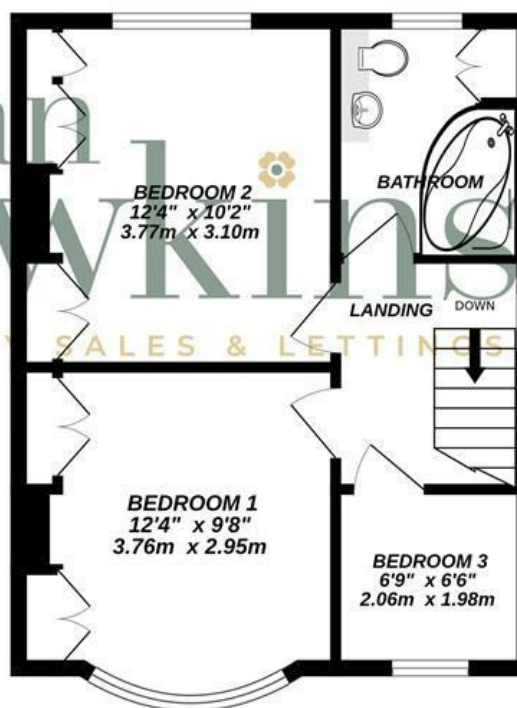 BEDROOM 2
12'4" x 10'2"
3.77m x 3.10m
BATHROOM
LANDING
DOWN
SALES & LETTINGS
BEDROOM 1
12'4" x 9'8"
3.76m x 2.95m
BEDROOM 3
6'9" x 6'6"
2.06m x 1.98m